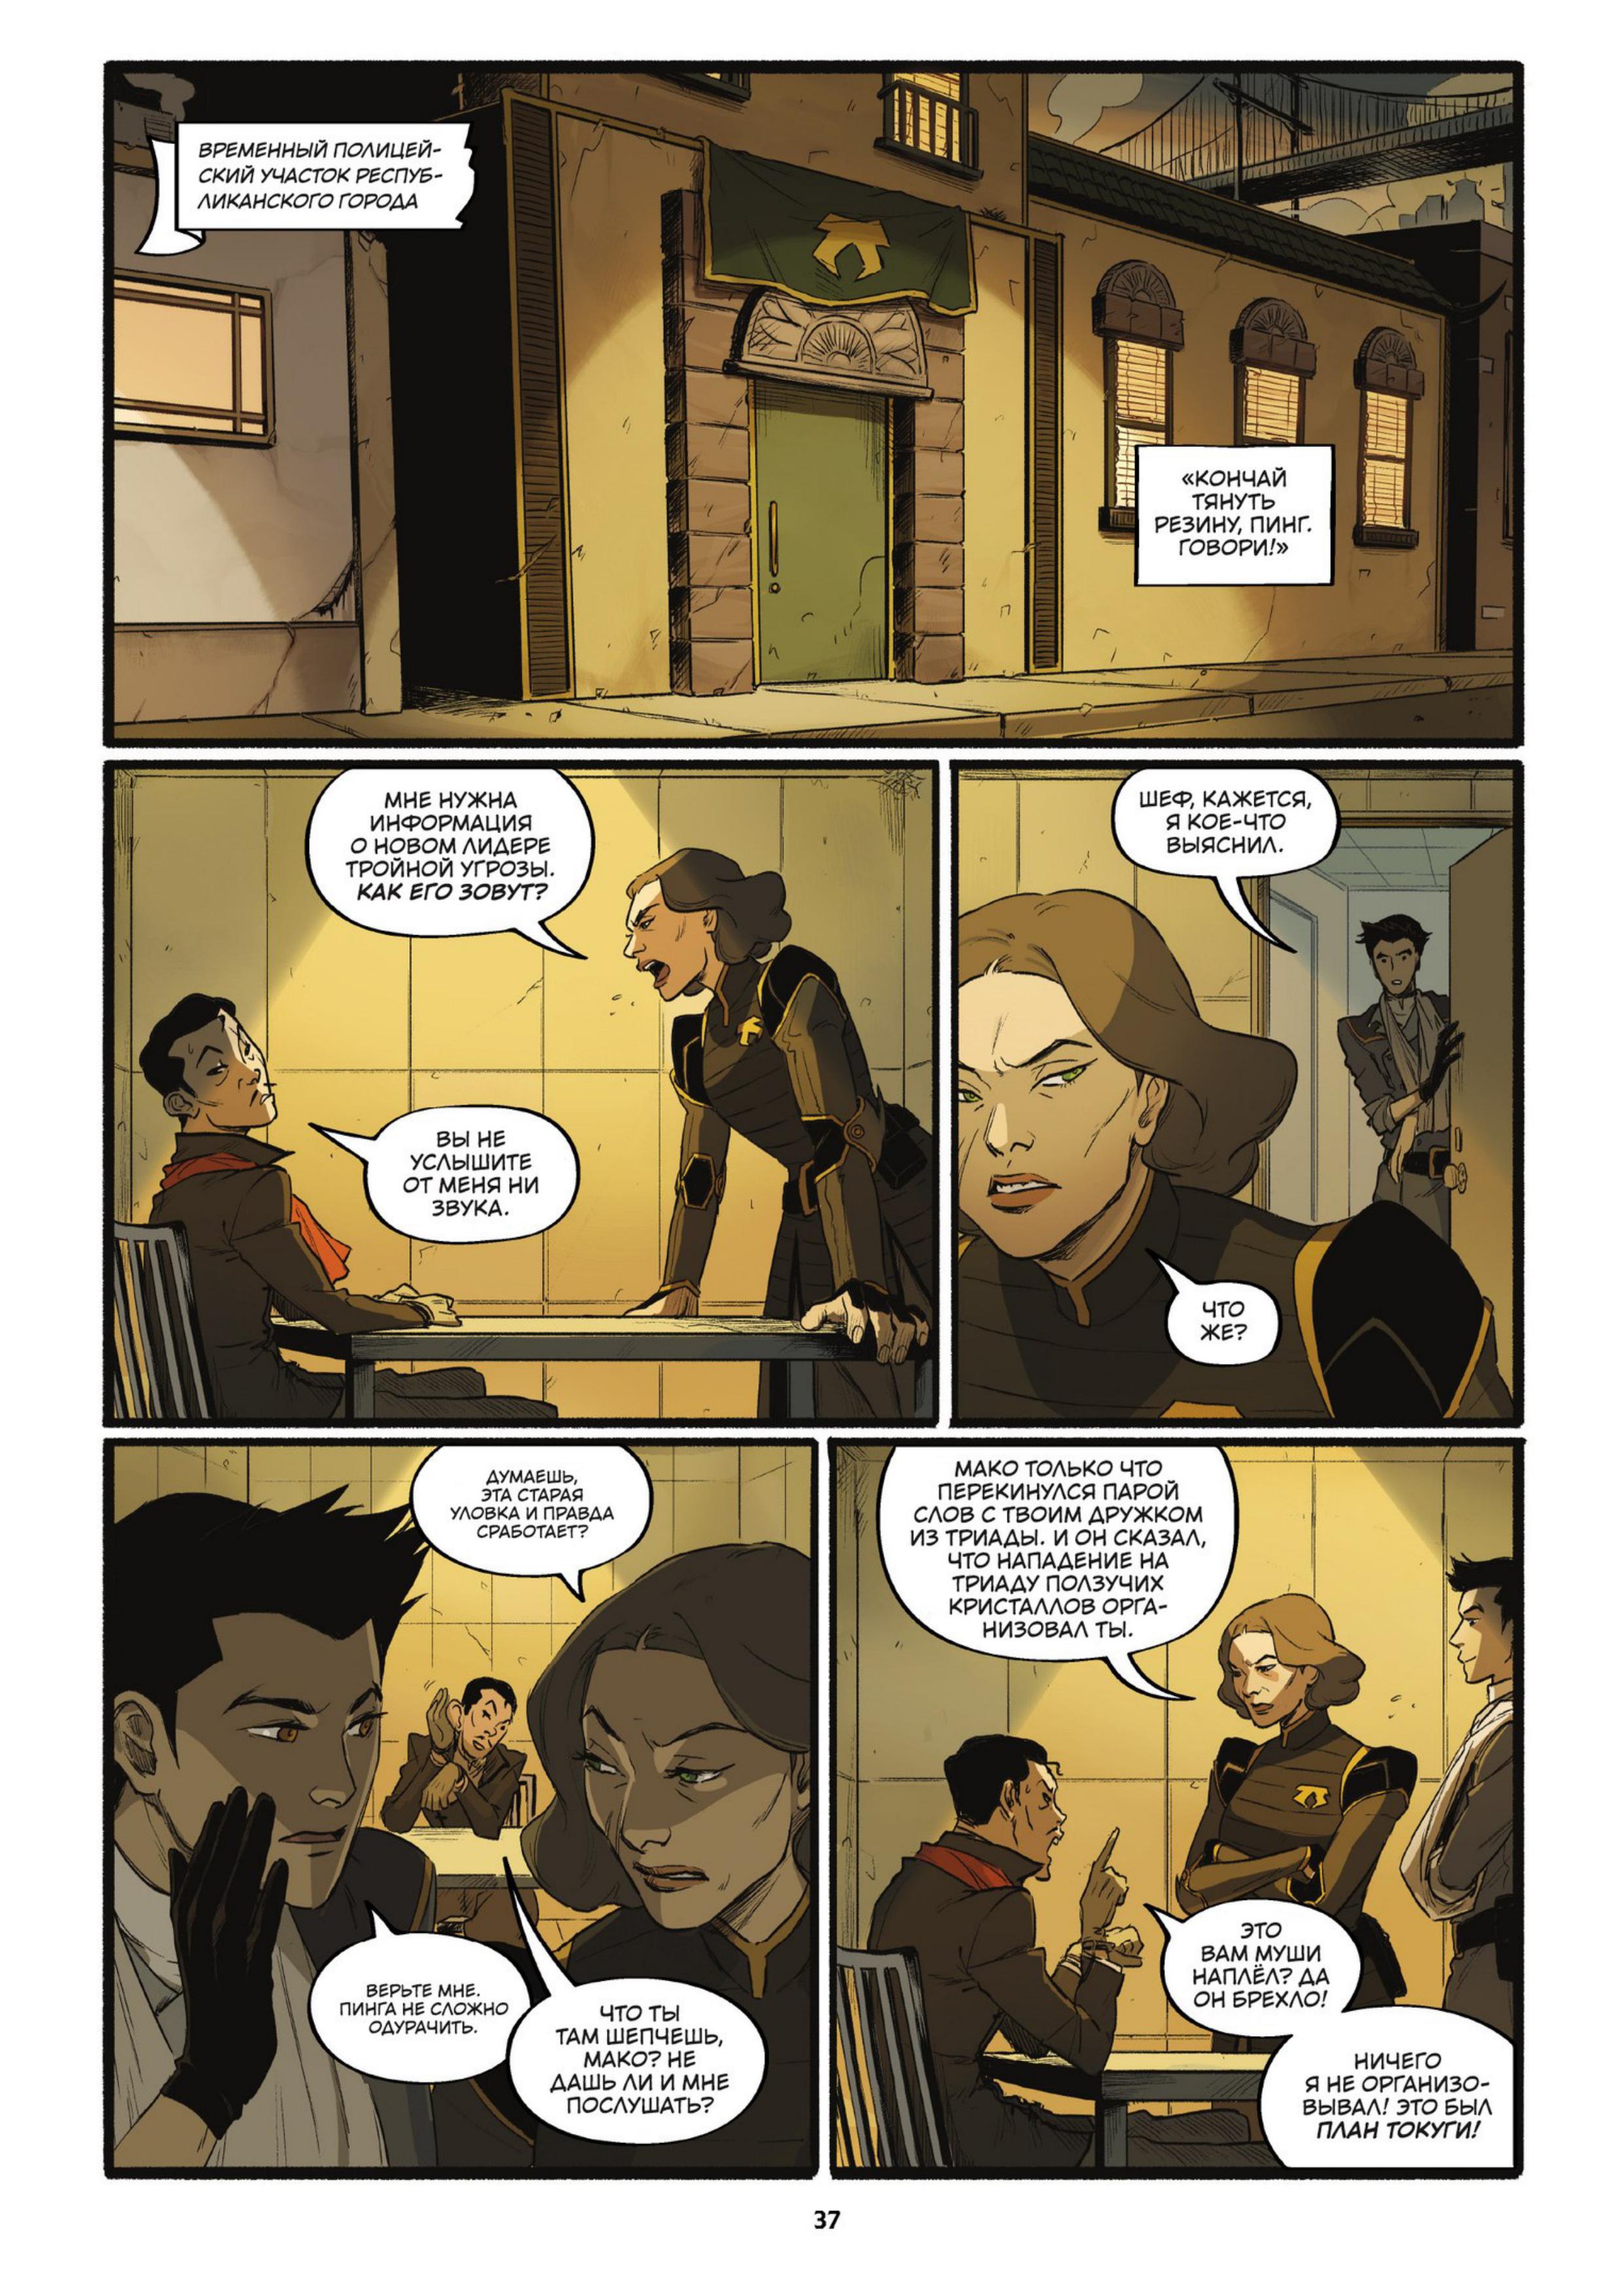 ВРЕМЕННЫЙ ПОЛИЦЕЙ-
СКИЙ УЧАСТОК РЕСПУБ-
ЛИКАНСКОГО ГОРОДА
«КОНЧАЙ
ТЯНУТЬ
РЕЗИНУ, ПИНГ.
ГОВОРИ!»
МНЕ НУЖНА
ИНФОРМАЦИЯ
О НОВОМ ЛИДЕРЕ
ТРОЙНОЙ УГРОЗЫ.
КАК ЕГО ЗОВУТ?
ВЫ НЕ
УСЛЫШИТЕ
ОТ МЕНЯ НИ
ЗВУКА.
ШЕФ, КАЖЕТСЯ,
Я КОЕ-ЧТО
ВЫЯСНИЛ.
ЧТО
ЖЕ?
ДУМАЕШЬ,
ЭТА СТАРАЯ
УЛОВКА И ПРАВДА
СРАБОТАЕТ?
ВЕРЬТЕ МНЕ.
ПИНГА НЕ СЛОЖНО
ОДУРАЧИТЬ.
ЧТО ТЫ
ТАМ ШЕПЧЕШЬ,
МАКО? НЕ
ДАШЬ ЛИ И МНЕ
ПОСЛУШАТЬ?
МАКО ТОЛЬКО ЧТО
ПЕРЕКИНУЛСЯ ПАРОЙ
СЛОВ С ТВОИМ ДРУЖКОМ
ИЗ ТРИАДЫ. И ОН СКАЗАЛ,
ЧТО НАПАДЕНИЕ НА
ТРИАДУ ПОЛЗУЧИХ
КРИСТАЛЛОВ ОРГА-
НИЗОВАЛ ТЫ.
ЭТО
ВАМ МУШИ
НАПЛЁЛ? ДА
ОН БРЕХЛО!
НИЧЕГО
Я НЕ ОРГАНИЗО-
ВЫВАЛ! ЭТО БЫЛ
ПЛАН ТОКУГИ!
37